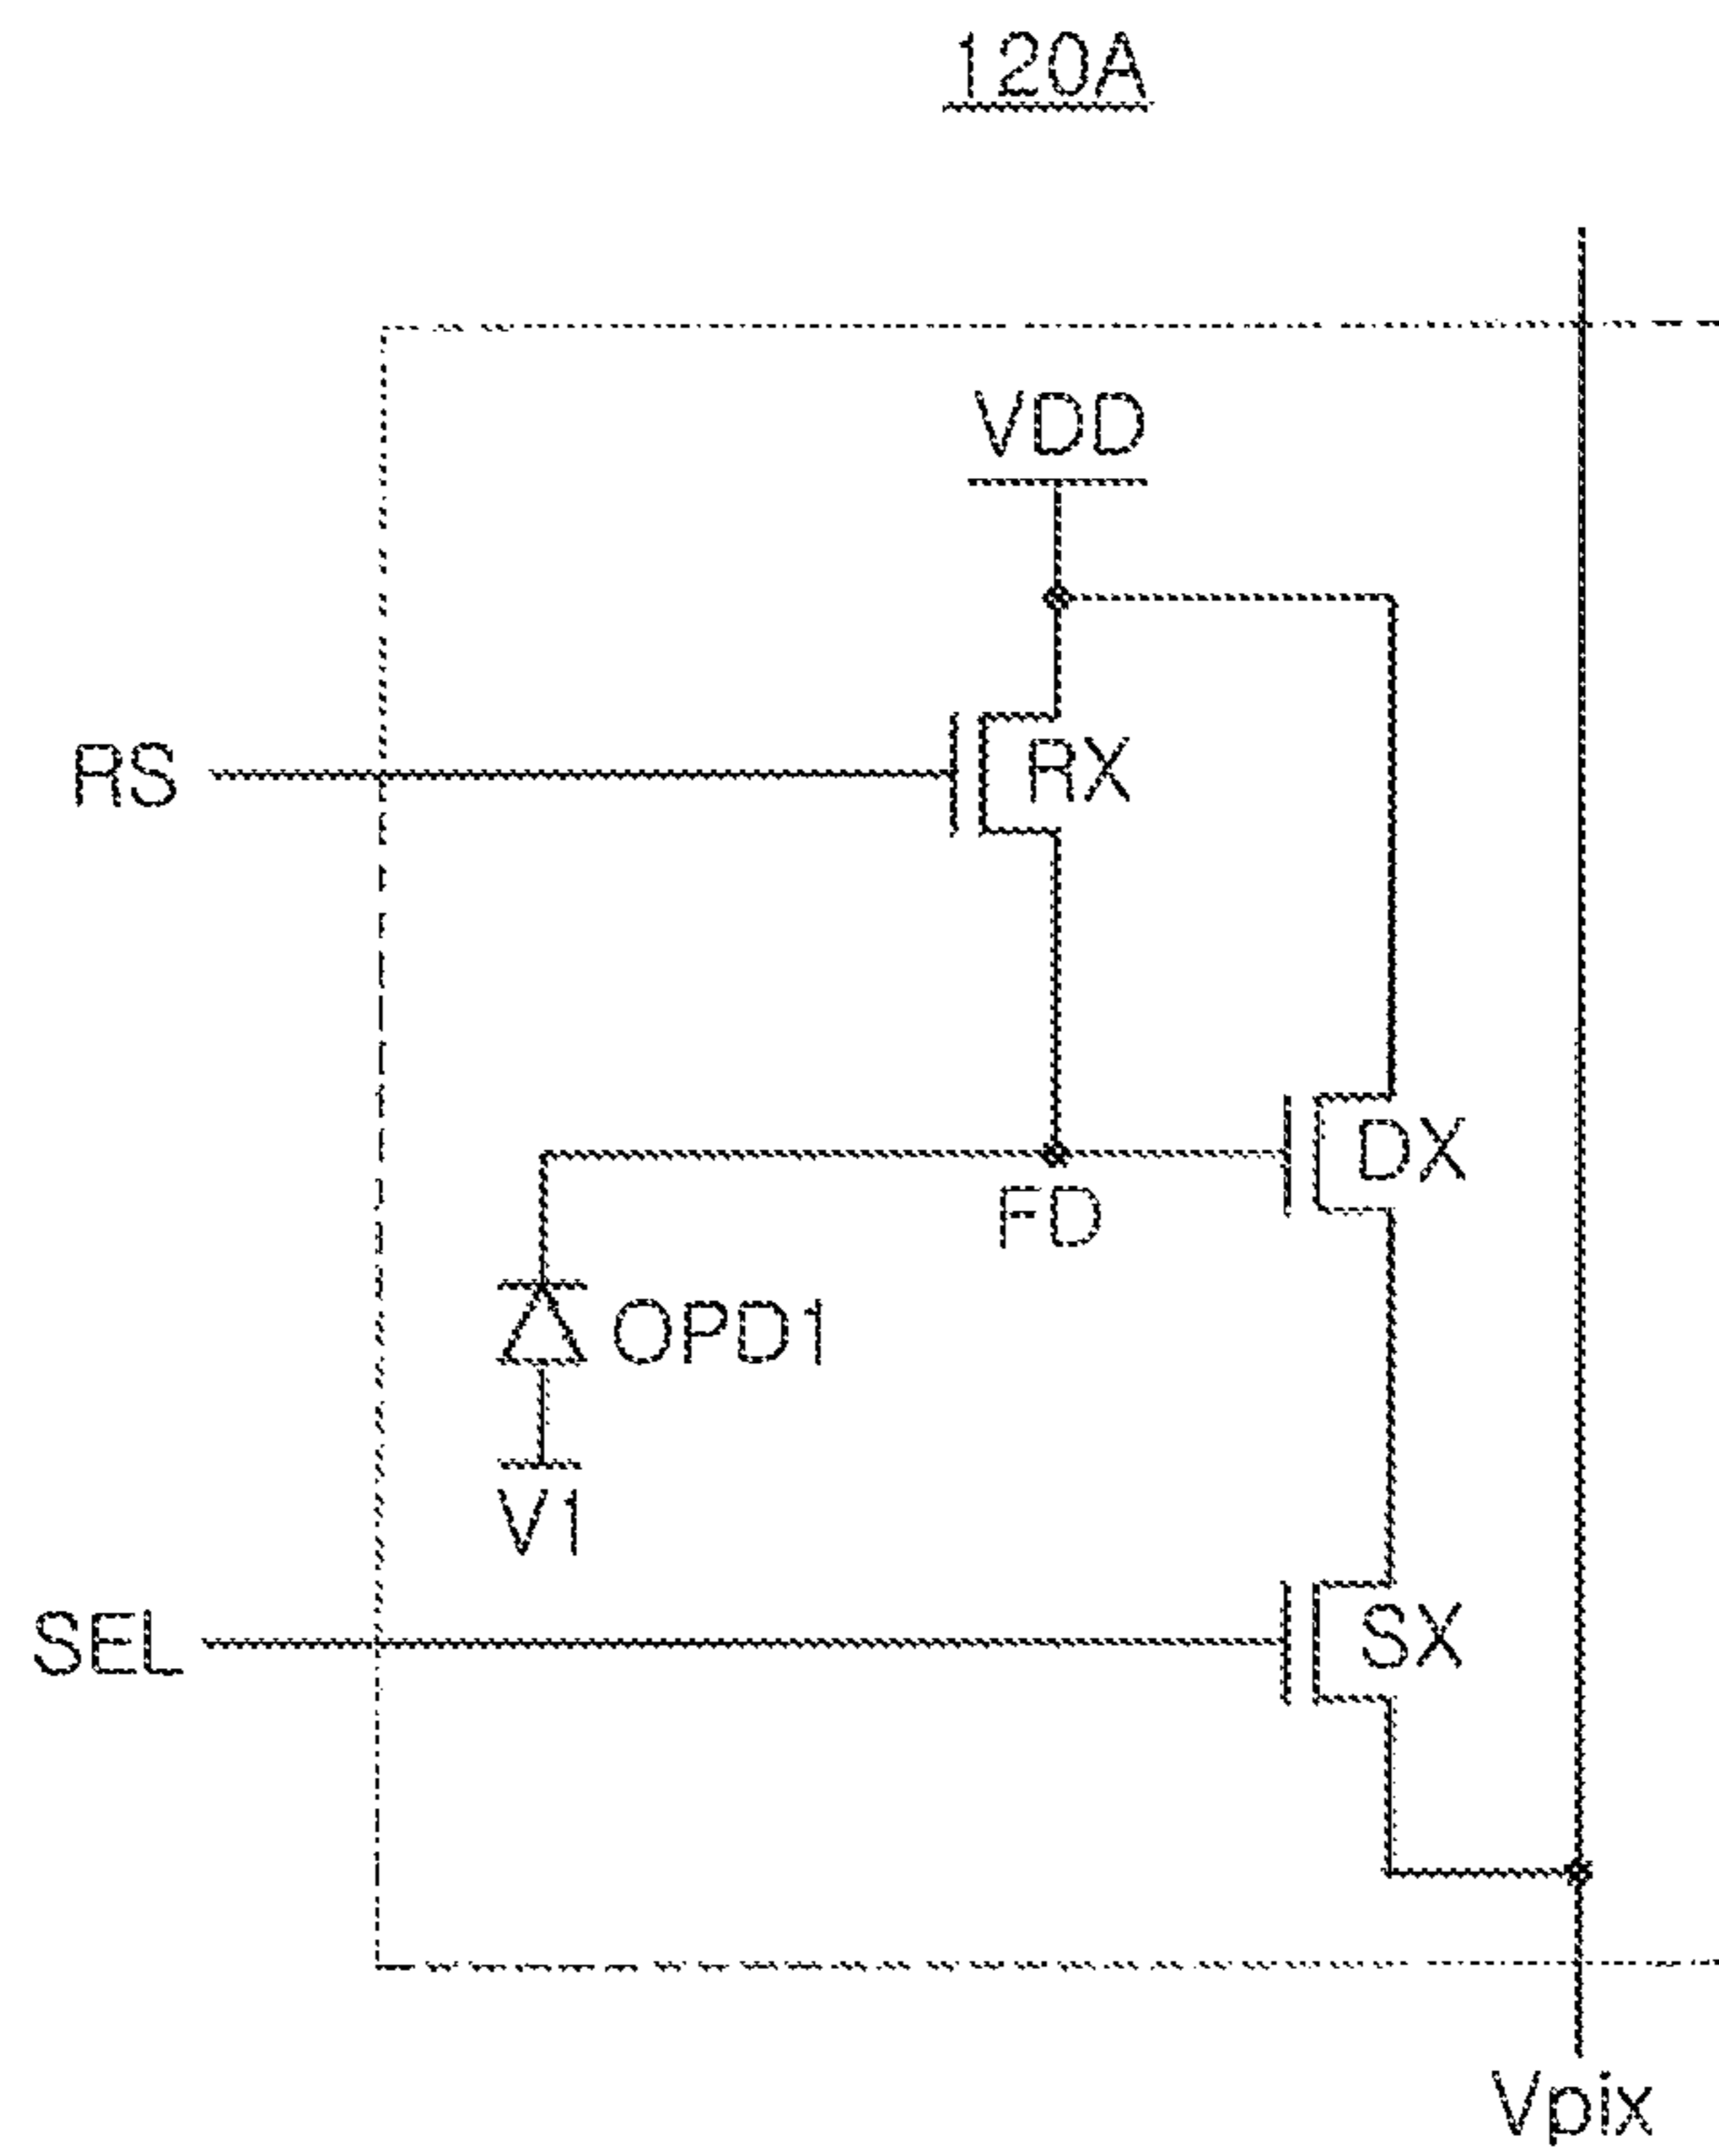 120A
VDD
RS
RX
DX
FD
OPD1
V1
SEL
SX
Vpix